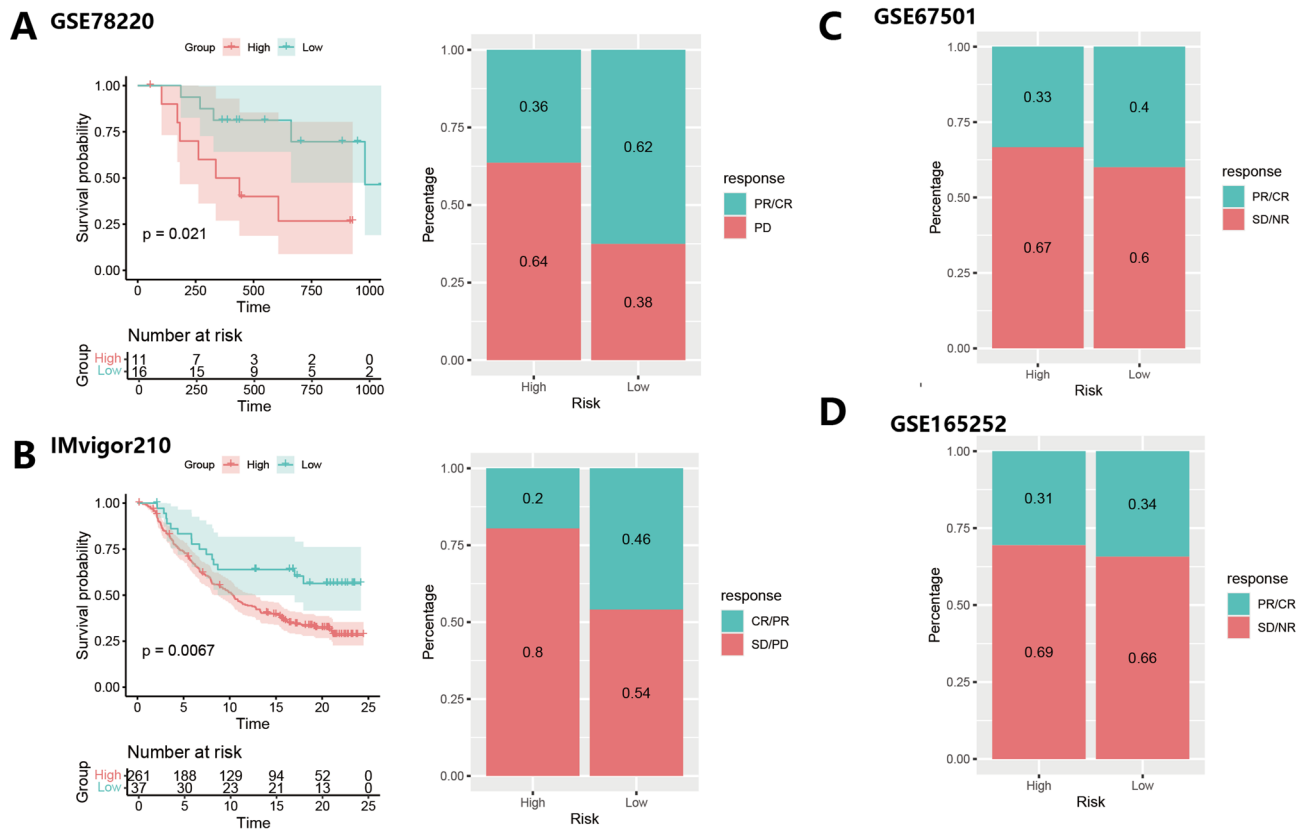 A GSE78220
Group High Low
Survival probability
1.00
0.75
0.50
0.25
0.00
p = 0.021
0 250 500 750 1000
Time
Number at risk
Group
High 11 7 3 2 0
Low 16 15 9 5 2
0 250 500 750 1000
Time
Percentage
1.00
0.75
0.50
0.25
0.00
0.36
0.64
0.62
0.38
High Low
Risk
response
PR/CR
PD
B IMvigor210
Group High Low
Survival probability
1.00
0.75
0.50
0.25
0.00
p = 0.0067
0 5 10 15 20 25
Time
Number at risk
Group
High 261 188 129 94 52 0
Low 37 30 23 21 13 0
0 5 10 15 20 25
Time
Percentage
1.00
0.75
0.50
0.25
0.00
0.2
0.8
0.46
0.54
High Low
Risk
response
CR/PR
SD/PD
C GSE67501
Percentage
1.00
0.75
0.50
0.25
0.00
0.33
0.67
0.4
0.6
High Low
Risk
response
PR/CR
SD/NR
D GSE165252
Percentage
1.00
0.75
0.50
0.25
0.00
0.31
0.69
0.34
0.66
High Low
Risk
response
PR/CR
SD/NR